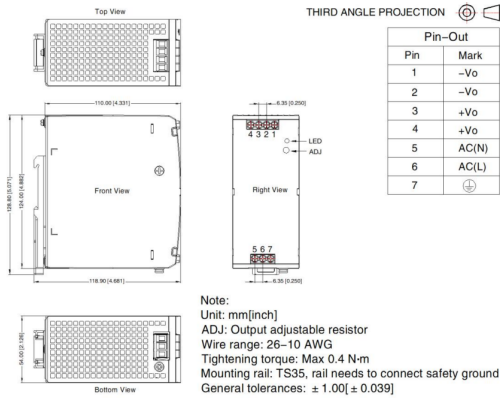 Top View
THIRD ANGLE PROJECTION
Pin-Out
Pin Mark
1 -Vo
2 -Vo
3 +Vo
4 +Vo
5 AC(N)
6 AC(L)
7
110.00 [4.331]
6.35 [0.250]
4 3 2 1
LED
ADJ
128.80 [5.071]
124.00 [4.882]
Front View
Right View
5 6 7
118.90 [4.681]
6.35 [0.250]
54.00 [2.126]
Bottom View
Note:
Unit: mm[inch]
ADJ: Output adjustable resistor
Wire range: 26-10 AWG
Tightening torque: Max 0.4 N·m
Mounting rail: TS35, rail needs to connect safety ground
General tolerances: ± 1.00[ ± 0.039]